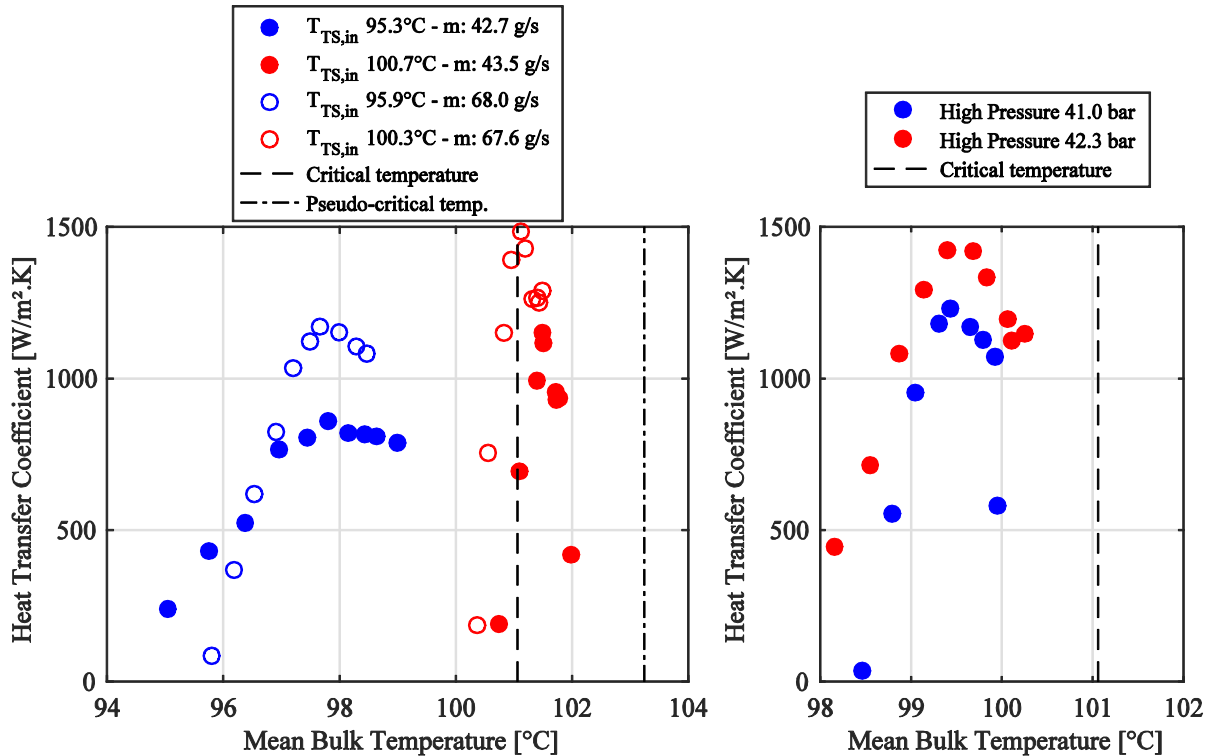 T_TS,in 95.3°C - m: 42.7 g/s
T_TS,in 100.7°C - m: 43.5 g/s
T_TS,in 95.9°C - m: 68.0 g/s
T_TS,in 100.3°C - m: 67.6 g/s
Critical temperature
Pseudo-critical temp.
1500
1000
500
0
94
96
98
100
102
104
Heat Transfer Coefficient [W/m².K]
Mean Bulk Temperature [°C]
High Pressure 41.0 bar
High Pressure 42.3 bar
Critical temperature
1500
1000
500
0
98
99
100
101
102
102
Heat Transfer Coefficient [W/m².K]
Mean Bulk Temperature [°C]